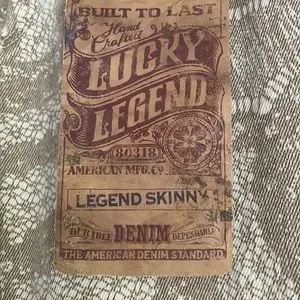 BUILT TO LAST
Hand
Crafted
LUCKY
LEGEND
80318
AMERICAN MFG. Co
LEGEND SKINNY
DURABLE DENIM DEPENDABLE
THE AMERICAN DENIM STANDARD